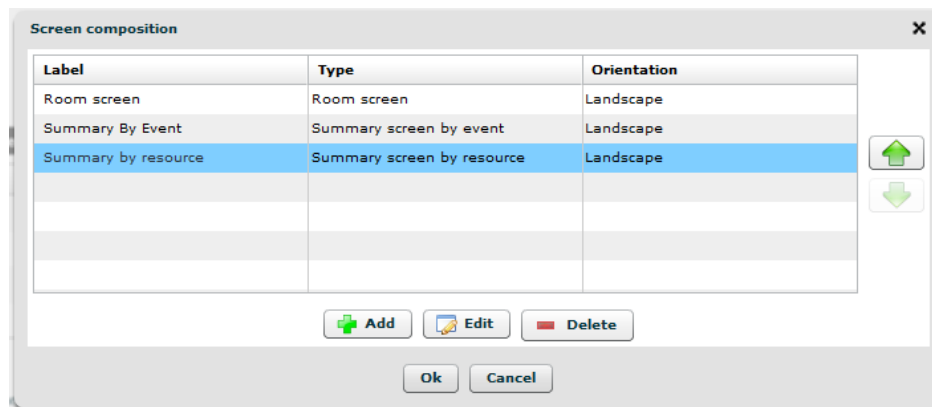 Screen composition
Label Type Orientation
Room screen Room screen Landscape
Summary By Event Summary screen by event Landscape
Summary by resource Summary screen by resource Landscape
Add Edit Delete
Ok Cancel